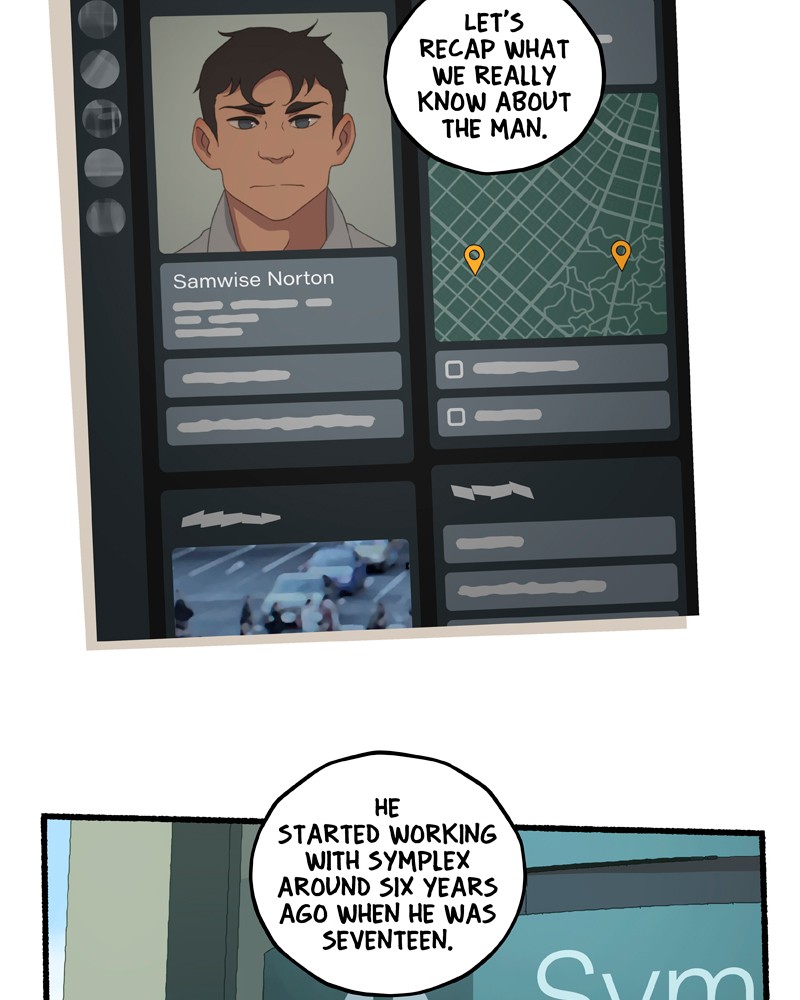 LET'S
RECAP WHAT
WE REALLY
KNOW ABOUT
THE MAN.
Samwise Norton
HE
STARTED WORKING
WITH SYMPLEX
AROUND SIX YEARS
AGO WHEN HE WAS
SEVENTEEN.
Sym